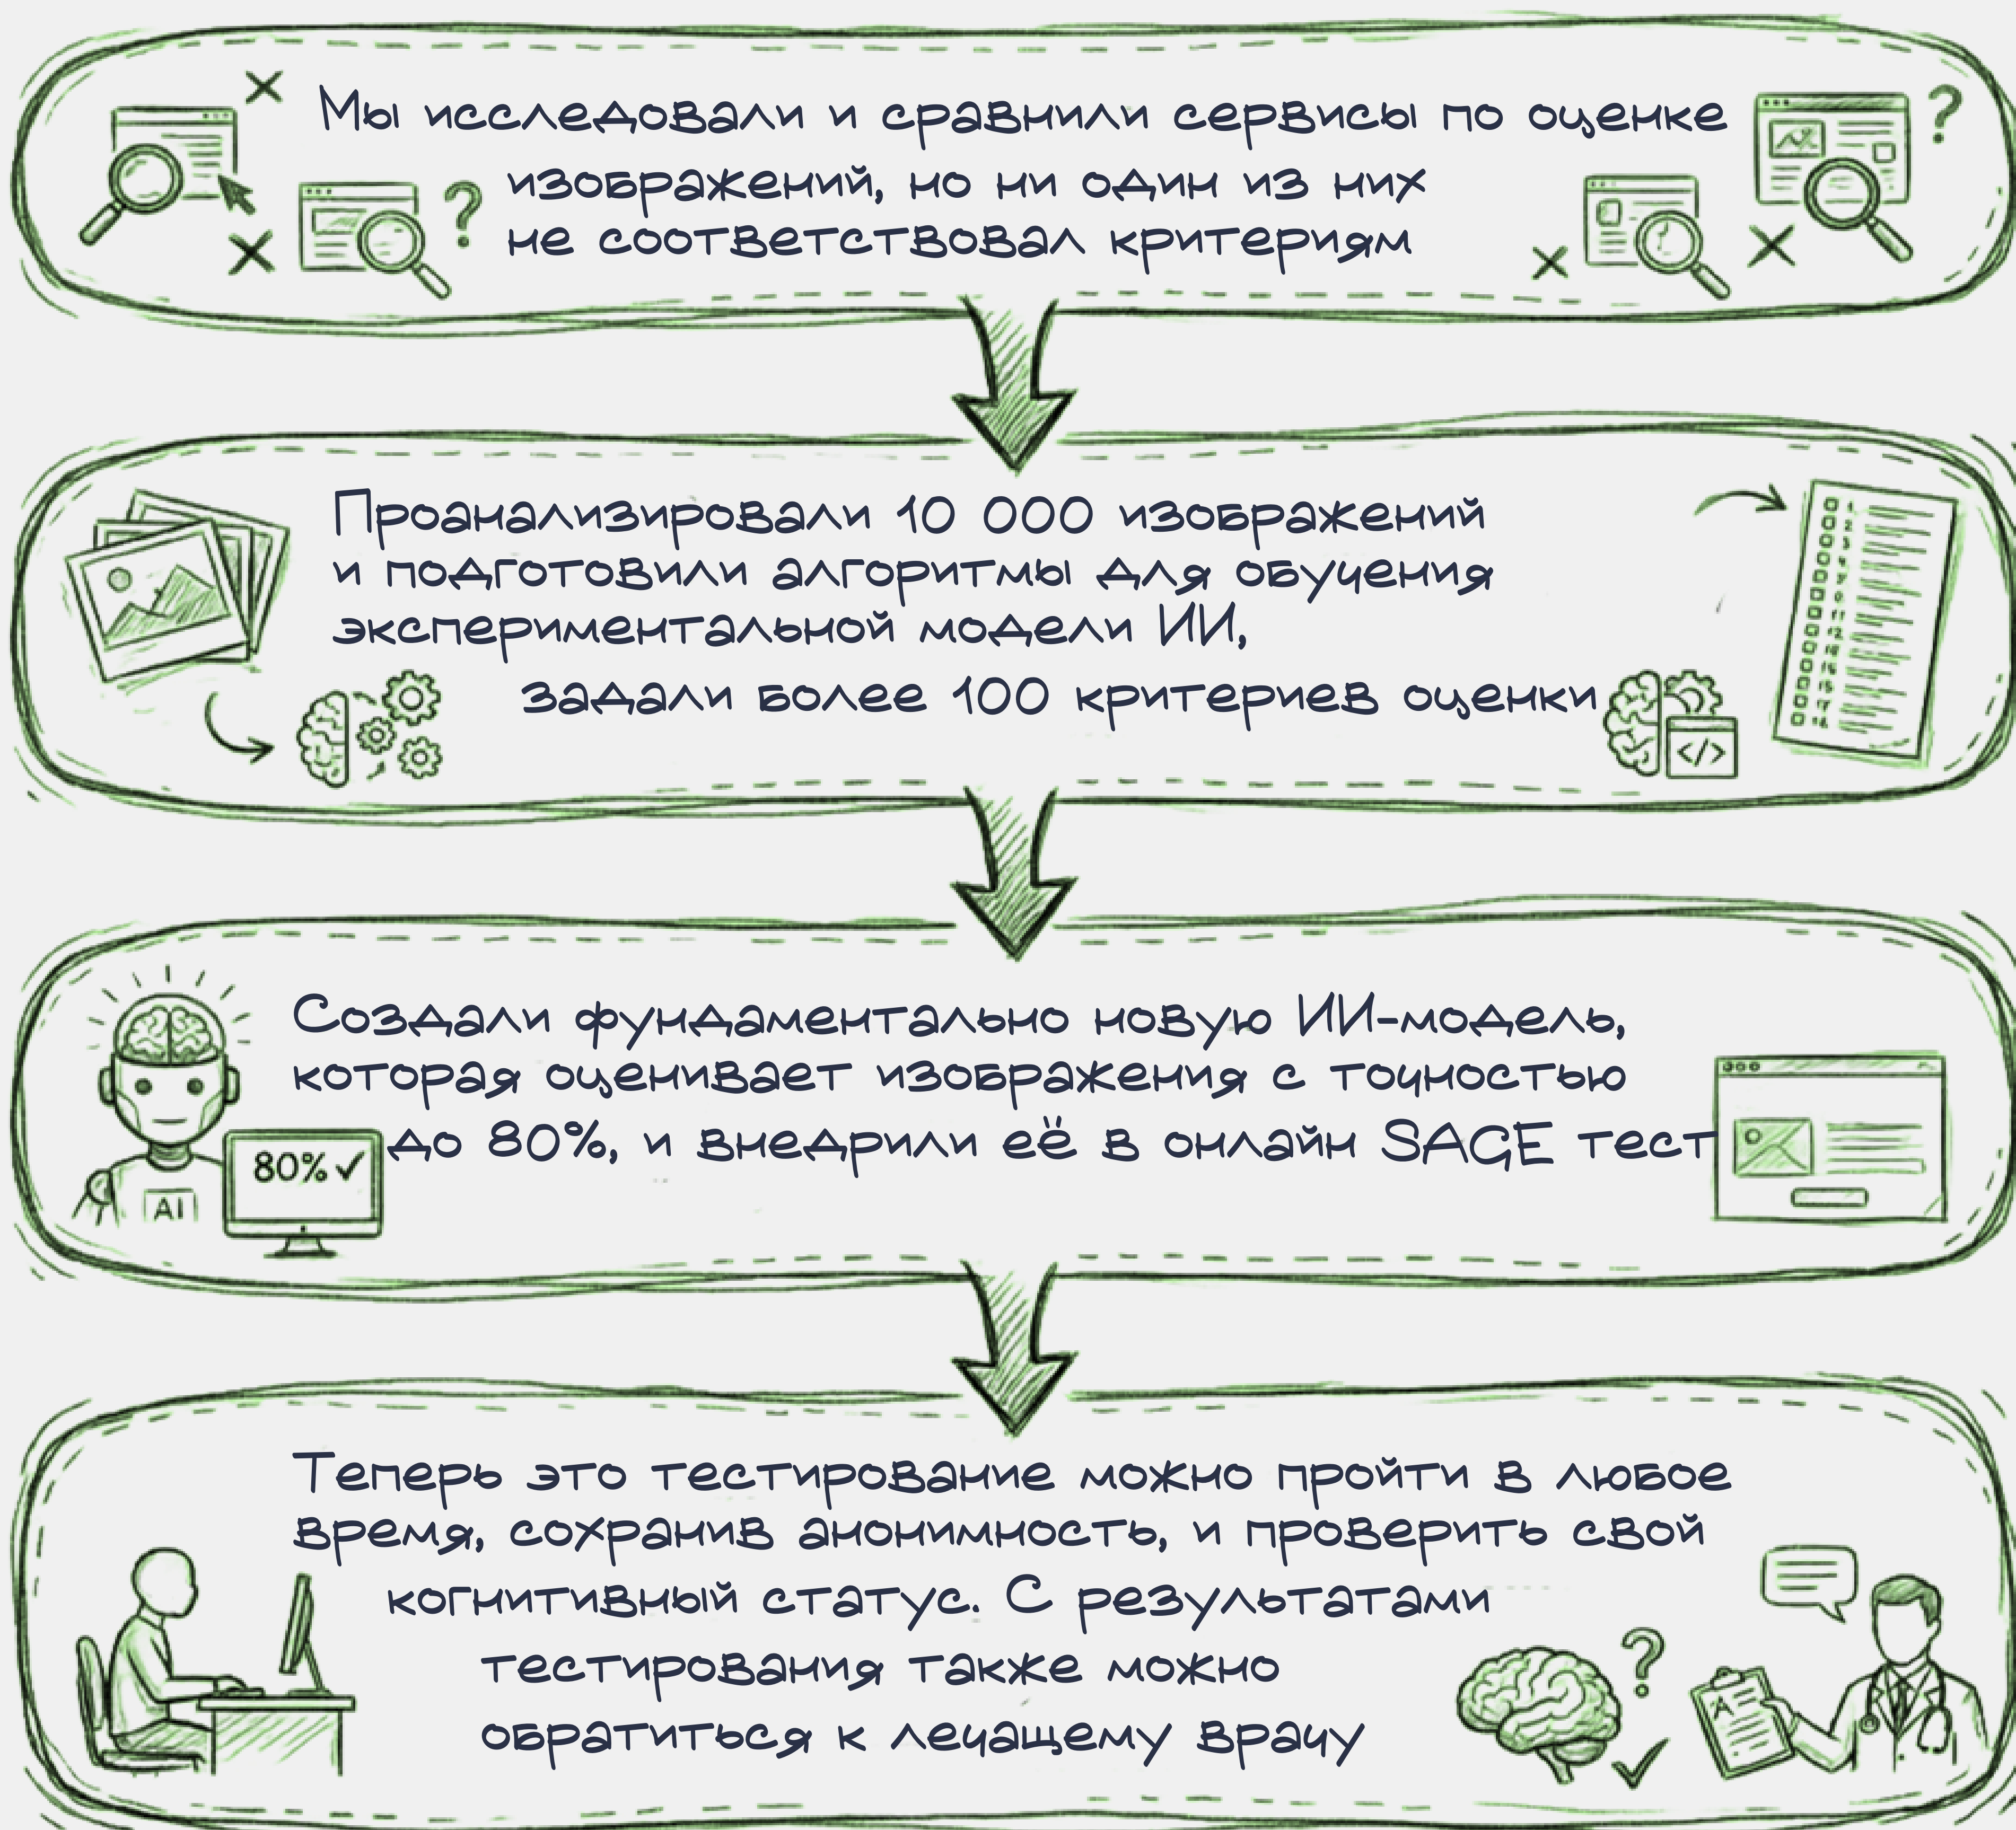 Мы исследовали и сравнили сервисы по оценке
изображений, но ни один из них
не соответствовал критериям
Проанализировали 10 000 изображений
и подготовили алгоритмы для обучения
экспериментальной модели ИИ,
задали более 100 критериев оценки
</>
Создали фундаментально новую ИИ-модель,
которая оценивает изображения с точностью
до 80%, и внедрили её в онлайн SAGE тест
80% ✓
AI
Теперь это тестирование можно пройти в любое
время, сохранив анонимность, и проверить свой
когнитивный статус. С результатами
тестирования также можно
обратиться к лечащему врачу